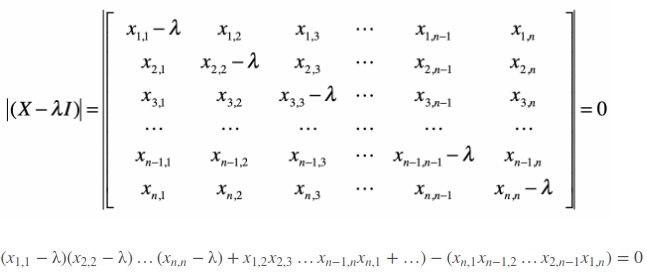 |(X − λI)| = [ x₁,₁ − λ x₁,₂ x₁,₃ ⋯ x₁,ₙ₋₁ x₁,ₙ
x₂,₁ x₂,₂ − λ x₂,₃ ⋯ x₂,ₙ₋₁ x₂,ₙ
x₃,₁ x₃,₂ x₃,₃ − λ ⋯ x₃,ₙ₋₁ x₃,ₙ
⋯ ⋯ ⋯ ⋯ ⋯ ⋯
xₙ₋₁,₁ xₙ₋₁,₂ xₙ₋₁,₃ ⋯ xₙ₋₁,ₙ₋₁ − λ xₙ₋₁,ₙ
xₙ,₁ xₙ,₂ xₙ,₃ ⋯ xₙ,ₙ₋₁ xₙ,ₙ − λ ] = 0
(x₁,₁ − λ)(x₂,₂ − λ) … (xₙ,ₙ − λ) + x₁,₂x₂,₃ … xₙ₋₁,ₙxₙ,₁ + …) − (xₙ,₁xₙ₋₁,₂ … x₂,ₙ₋₁x₁,ₙ) = 0